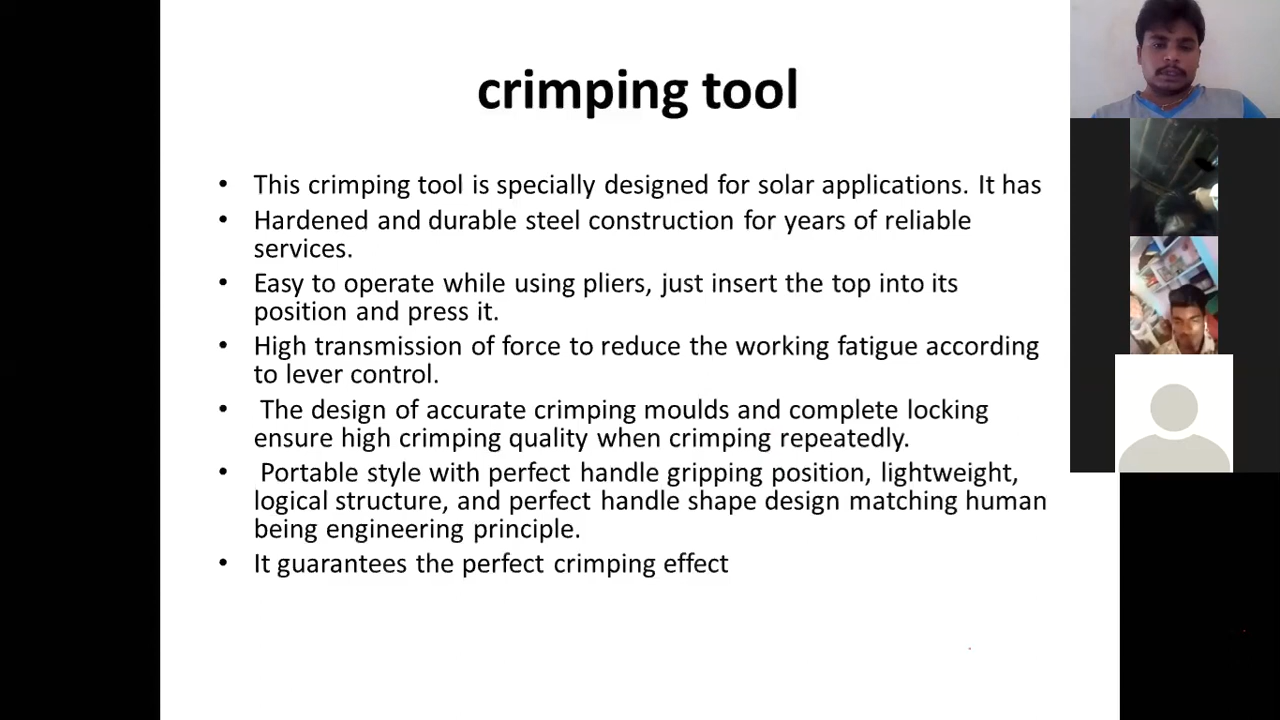 crimping tool
• This crimping tool is specially designed for solar applications. It has
• Hardened and durable steel construction for years of reliable
services.
• Easy to operate while using pliers, just insert the top into its
position and press it.
• High transmission of force to reduce the working fatigue according
to lever control.
• The design of accurate crimping moulds and complete locking
ensure high crimping quality when crimping repeatedly.
• Portable style with perfect handle gripping position, lightweight,
logical structure, and perfect handle shape design matching human
being engineering principle.
• It guarantees the perfect crimping effect